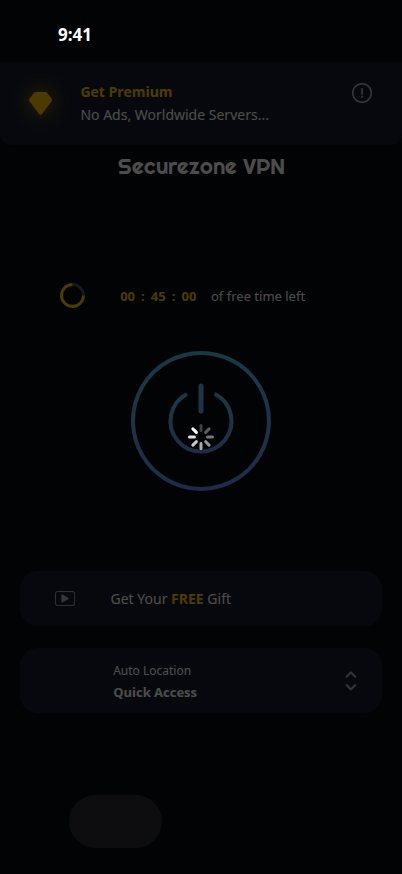 9:41
Get Premium
No Ads, Worldwide Servers...
Securezone VPN
00 : 45 : 00 of free time left
Get Your FREE Gift
Auto Location
Quick Access